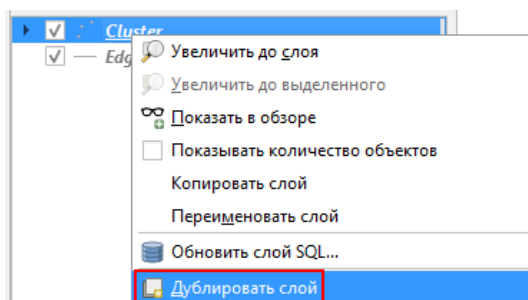 Cluster
Edg
Увеличить до слоя
Увеличить до выделенного
Показать в обзоре
Показывать количество объектов
Копировать слой
Переименовать слой
Обновить слой SQL...
Дублировать слой